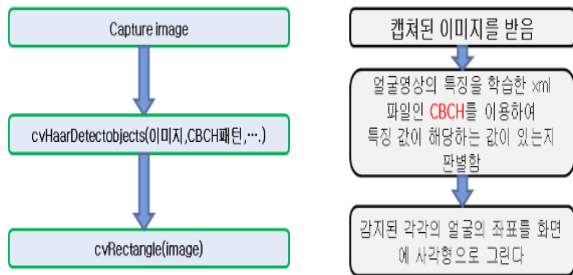 Capture image
cvHaarDetectobjects(이미지,CBCH패턴,….)
cvRectangle(image)
캡쳐된 이미지를 받음
얼굴영상의 특징을 학습한 xml
파일인 CBCH를 이용하여
특징 값이 해당하는 값이 있는지
판별함
감지된 각각의 얼굴의 좌표를 화면
에 사각형으로 그린다